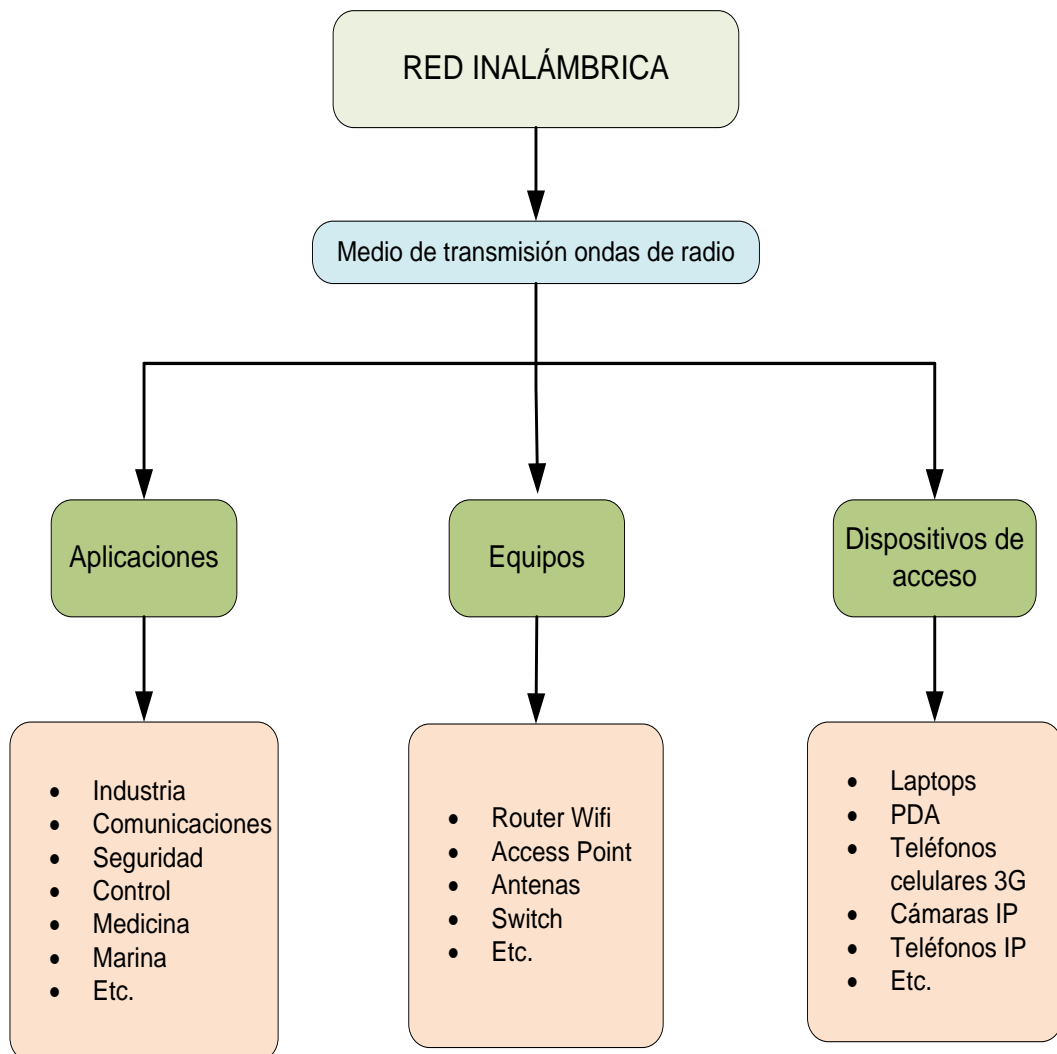 RED INALÁMBRICA
Medio de transmisión ondas de radio
Aplicaciones
Equipos
Dispositivos de
acceso
• Industria
• Comunicaciones
• Seguridad
• Control
• Medicina
• Marina
• Etc.
• Router Wifi
• Access Point
• Antenas
• Switch
• Etc.
• Laptops
• PDA
• Teléfonos
celulares 3G
• Cámaras IP
• Teléfonos IP
• Etc.